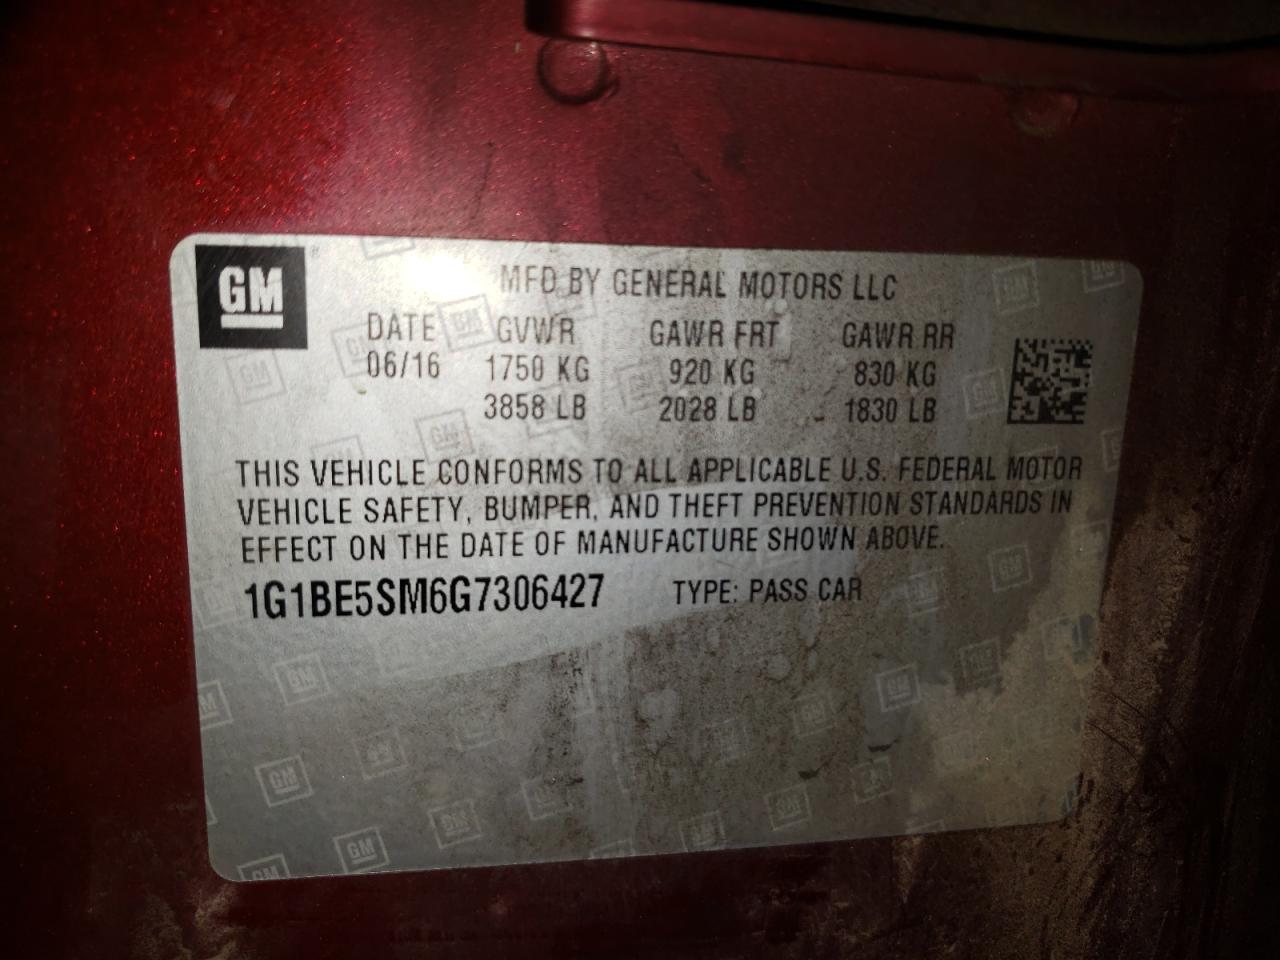 GM
MFD BY GENERAL MOTORS LLC
DATE GVWR GAWR FRT GAWR RR
06/16 1750 KG 920 KG 830 KG
3858 LB 2028 LB 1830 LB
THIS VEHICLE CONFORMS TO ALL APPLICABLE U.S. FEDERAL MOTOR
VEHICLE SAFETY, BUMPER, AND THEFT PREVENTION STANDARDS IN
EFFECT ON THE DATE OF MANUFACTURE SHOWN ABOVE.
1G1BE5SM6G7306427 TYPE: PASS CAR